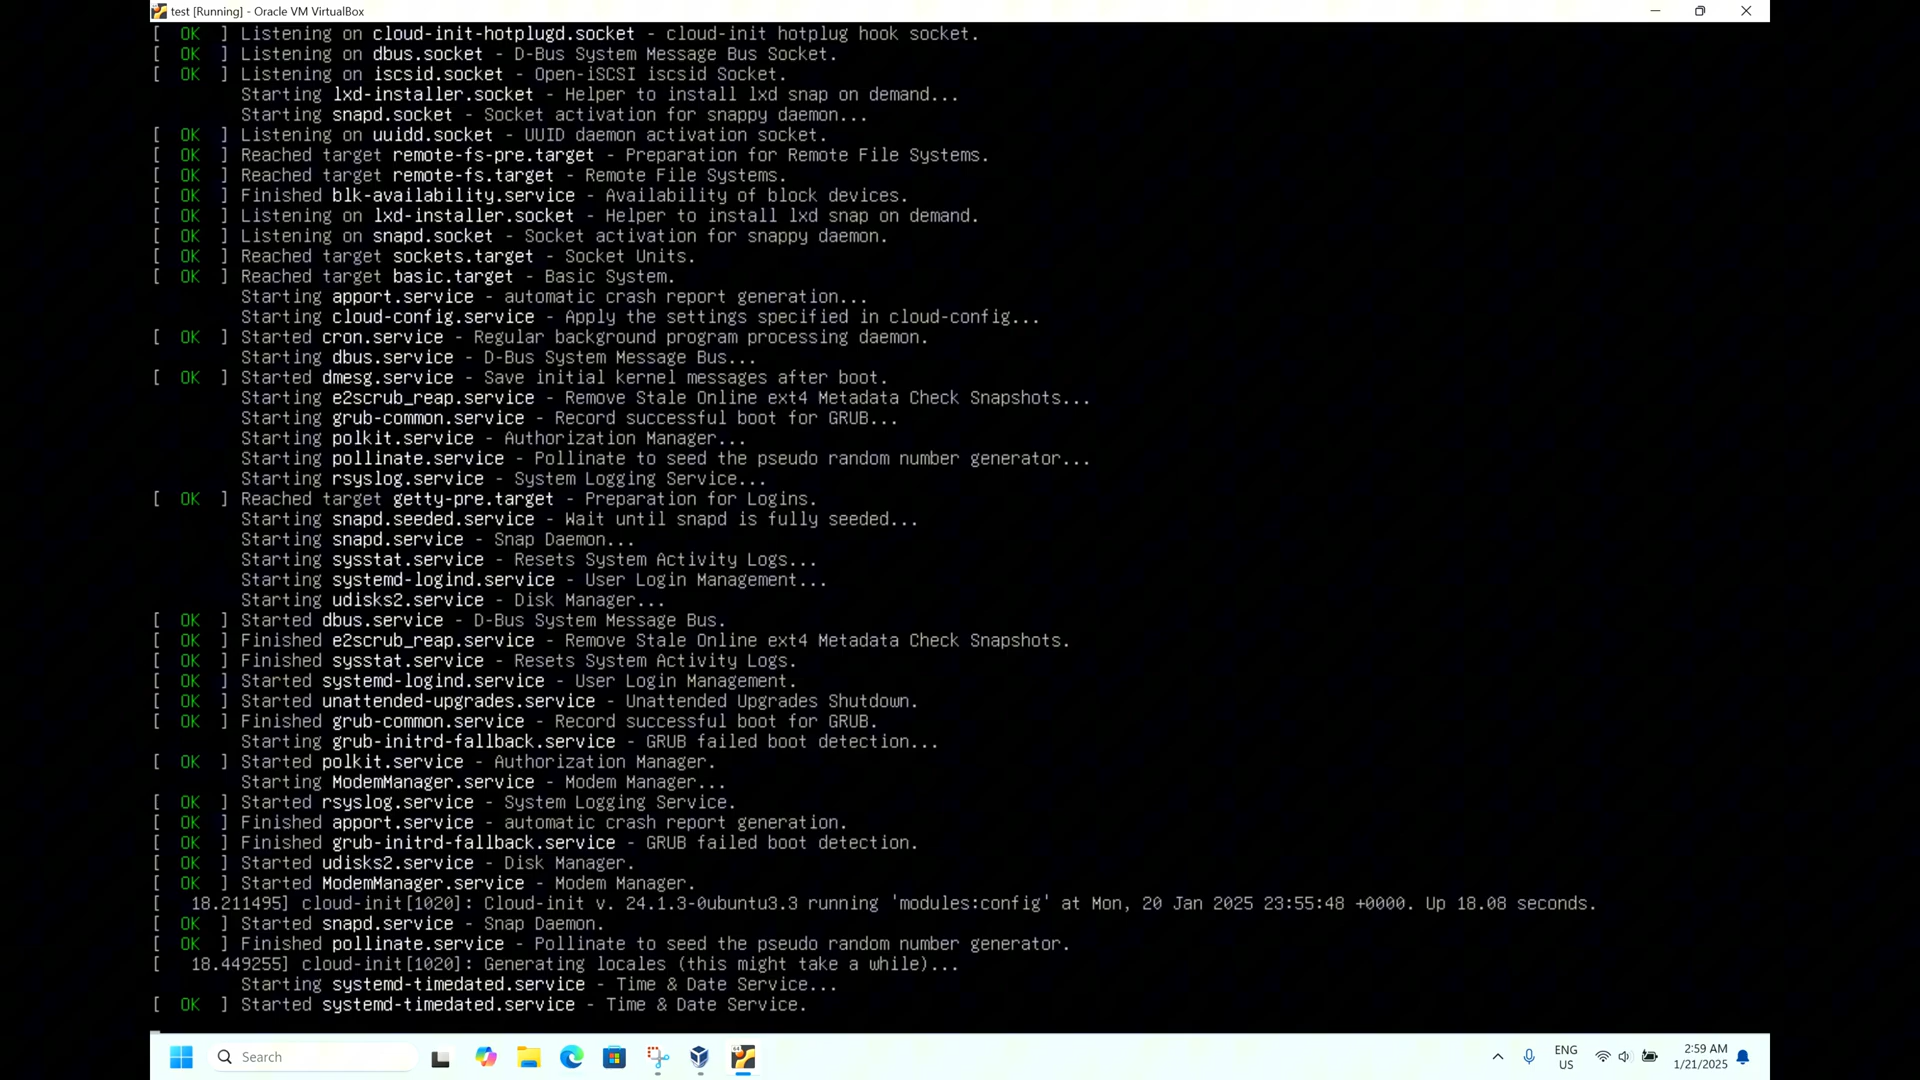 test [Running] - Oracle VM VirtualBox
[  OK  ] Listening on cloud-init-hotplugd.socket - cloud-init hotplug hook socket.
[  OK  ] Listening on dbus.socket - D-Bus System Message Bus Socket.
[  OK  ] Listening on iscsid.socket - Open-iSCSI iscsid Socket.
Starting lxd-installer.socket - Helper to install lxd snap on demand...
Starting snapd.socket - Socket activation for snappy daemon...
[  OK  ] Listening on uuidd.socket - UUID daemon activation socket.
[  OK  ] Reached target remote-fs-pre.target - Preparation for Remote File Systems.
[  OK  ] Reached target remote-fs.target - Remote File Systems.
[  OK  ] Finished blk-availability.service - Availability of block devices.
[  OK  ] Listening on lxd-installer.socket - Helper to install lxd snap on demand.
[  OK  ] Listening on snapd.socket - Socket activation for snappy daemon.
[  OK  ] Reached target sockets.target - Socket Units.
[  OK  ] Reached target basic.target - Basic System.
Starting apport.service - automatic crash report generation...
Starting cloud-config.service - Apply the settings specified in cloud-config...
[  OK  ] Started cron.service - Regular background program processing daemon.
Starting dbus.service - D-Bus System Message Bus...
[  OK  ] Started dmesg.service - Save initial kernel messages after boot.
Starting e2scrub_reap.service - Remove Stale Online ext4 Metadata Check Snapshots...
Starting grub-common.service - Record successful boot for GRUB...
Starting polkit.service - Authorization Manager...
Starting pollinate.service - Pollinate to seed the pseudo random number generator...
Starting rsyslog.service - System Logging Service...
[  OK  ] Reached target getty-pre.target - Preparation for Logins.
Starting snapd.seeded.service - Wait until snapd is fully seeded...
Starting snapd.service - Snap Daemon...
Starting sysstat.service - Resets System Activity Logs...
Starting systemd-logind.service - User Login Management...
Starting udisks2.service - Disk Manager...
[  OK  ] Started dbus.service - D-Bus System Message Bus.
[  OK  ] Finished e2scrub_reap.service - Remove Stale Online ext4 Metadata Check Snapshots.
[  OK  ] Finished sysstat.service - Resets System Activity Logs.
[  OK  ] Started systemd-logind.service - User Login Management.
[  OK  ] Started unattended-upgrades.service - Unattended Upgrades Shutdown.
[  OK  ] Finished grub-common.service - Record successful boot for GRUB.
Starting grub-initrd-fallback.service - GRUB failed boot detection...
[  OK  ] Started polkit.service - Authorization Manager.
Starting ModemManager.service - Modem Manager...
[  OK  ] Started rsyslog.service - System Logging Service.
[  OK  ] Finished apport.service - automatic crash report generation.
[  OK  ] Finished grub-initrd-fallback.service - GRUB failed boot detection.
[  OK  ] Started udisks2.service - Disk Manager.
[  OK  ] Started ModemManager.service - Modem Manager.
[   18.211495] cloud-init[1020]: Cloud-init v. 24.1.3-0ubuntu3.3 running 'modules:config' at Mon, 20 Jan 2025 23:55:48 +0000. Up 18.08 seconds.
[  OK  ] Started snapd.service - Snap Daemon.
[  OK  ] Finished pollinate.service - Pollinate to seed the pseudo random number generator.
[   18.449255] cloud-init[1020]: Generating locales (this might take a while)...
Starting systemd-timedated.service - Time & Date Service...
[  OK  ] Started systemd-timedated.service - Time & Date Service.
Search
ENG
US
2:59 AM
1/21/2025